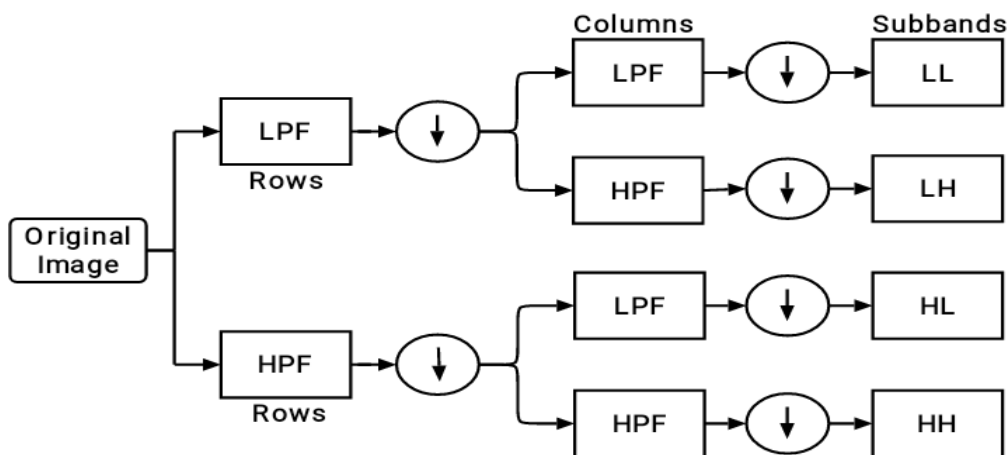 Columns
Subbands
LPF
LL
LPF
Rows
HPF
LH
Original
Image
LPF
HL
HPF
Rows
HPF
HH